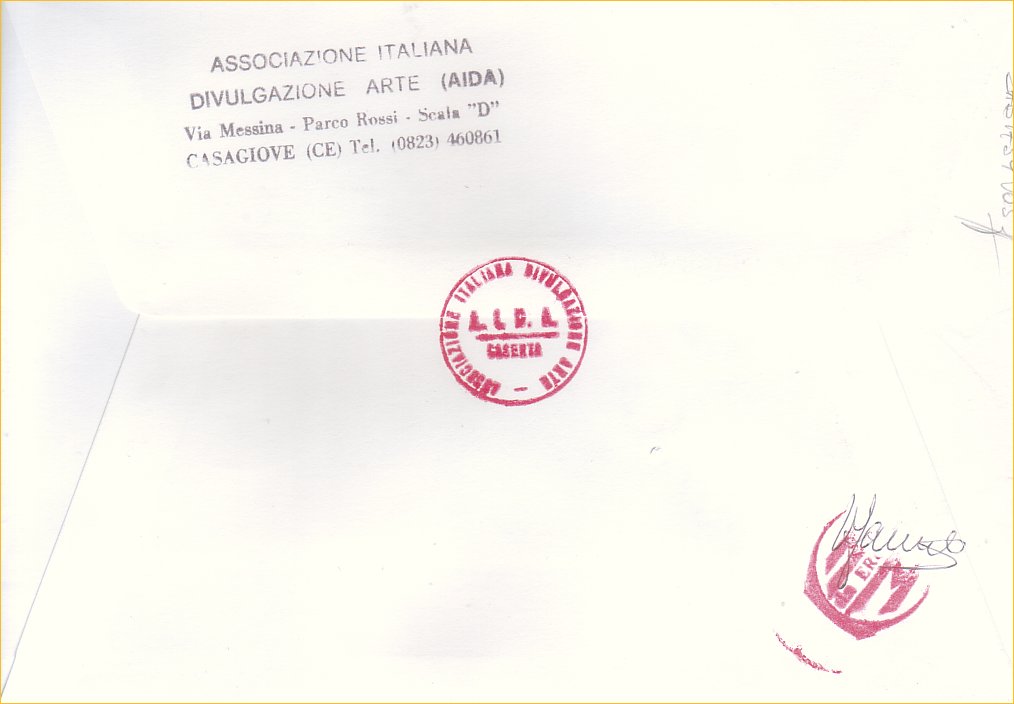 ASSOCIAZIONE ITALIANA
DIVULGAZIONE ARTE (AIDA)
Via Messina - Parco Rossi - Scala "D"
CASAGIOVE (CE) Tel. (0823) 460861
ASSOCIAZIONE ITALIANA DIVULGAZIONE ARTE -
A. I. D. A.
CASERTA
M